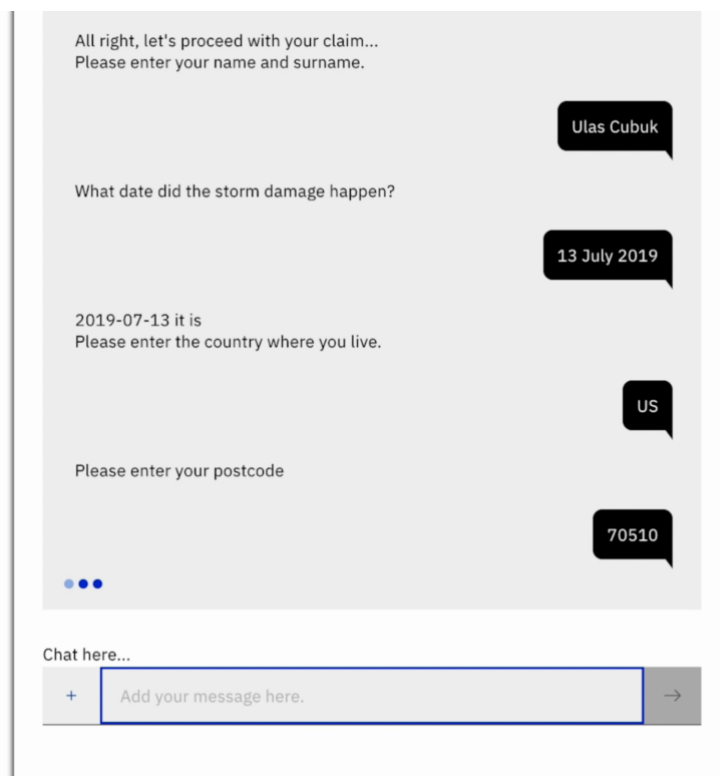 All right, let's proceed with your claim...
Please enter your name and surname.
Ulas Cubuk
What date did the storm damage happen?
13 July 2019
2019-07-13 it is
Please enter the country where you live.
US
Please enter your postcode
70510
Chat here...
+ Add your message here. →